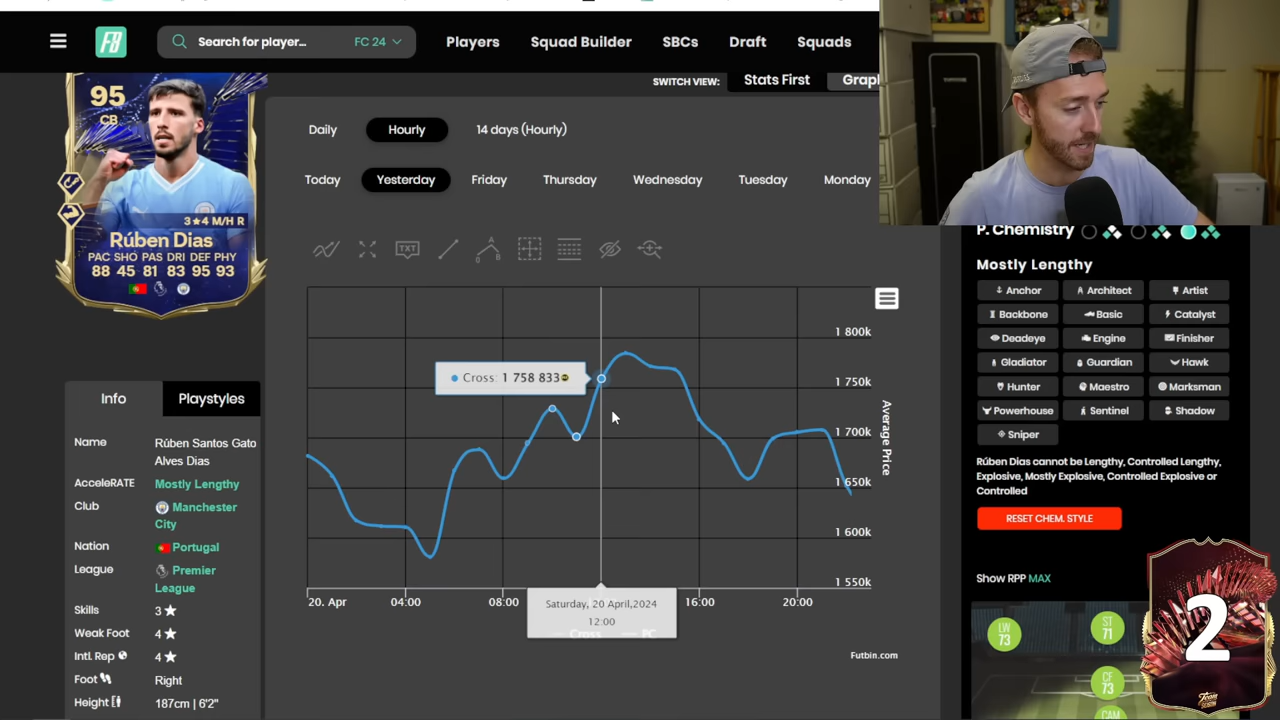 FB
Search for player...
FC 24
Players
Squad Builder
SBCs
Draft
Squads
SWITCH VIEW:
Stats First
Grap
95
CB
3★4 M/H R
Rúben Dias
PAC SHO PAS DRI DEF PHY
88 45 81 83 95 93
Daily
Hourly
14 days (Hourly)
Today
Yesterday
Friday
Thursday
Wednesday
Tuesday
Monday
TXT
1 800k
1 750k
1 700k
1 650k
1 600k
1 550k
Average Price
Cross: 1 758 833
20. Apr
04:00
08:00
16:00
20:00
Saturday, 20 April,2024
12:00
Cross
FC
Futbin.com
Info
Playstyles
Name
Rúben Santos Gato
Alves Dias
AcceleRATE
Mostly Lengthy
Club
Manchester
City
Nation
Portugal
League
Premier
League
Skills
3★
Weak Foot
4★
Intl. Rep
4★
Foot
Right
Height
187cm | 6'2"
P. Chemistry
Mostly Lengthy
Anchor
Architect
Artist
Backbone
Basic
Catalyst
Deadeye
Engine
Finisher
Gladiator
Guardian
Hawk
Hunter
Maestro
Marksman
Powerhouse
Sentinel
Shadow
Sniper
Rúben Dias cannot be Lengthy, Controlled Lengthy,
Explosive, Mostly Explosive, Controlled Explosive or
Controlled
RESET CHEM. STYLE
Show RPP MAX
LW
73
ST
71
CF
73
CAM
2
Team